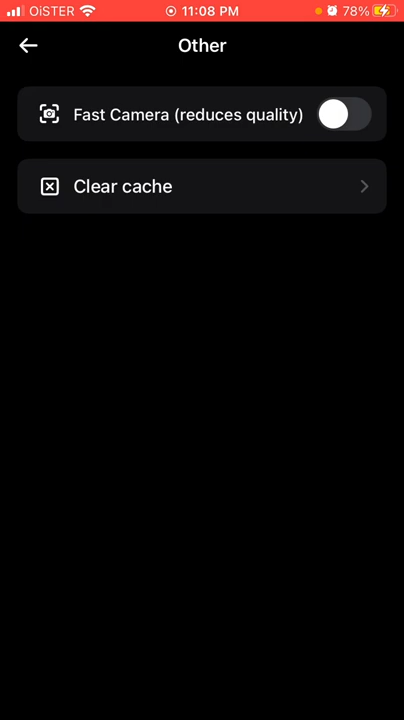 OiSTER 11:08 PM 78%
Other
Fast Camera (reduces quality)
Clear cache